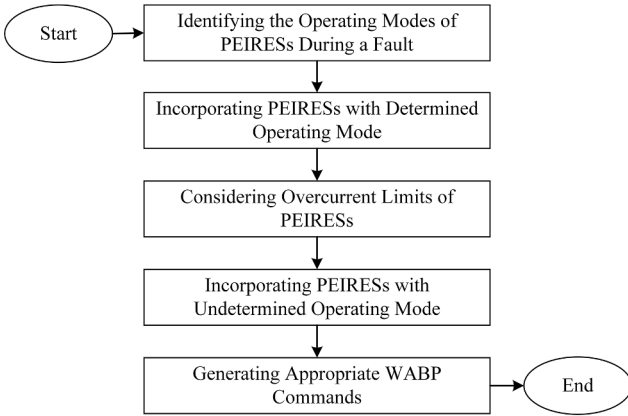 Start
Identifying the Operating Modes of
PEIRESs During a Fault
Incorporating PEIRESs with Determined
Operating Mode
Considering Overcurrent Limits of
PEIRESs
Incorporating PEIRESs with
Undetermined Operating Mode
Generating Appropriate WABP
Commands
End